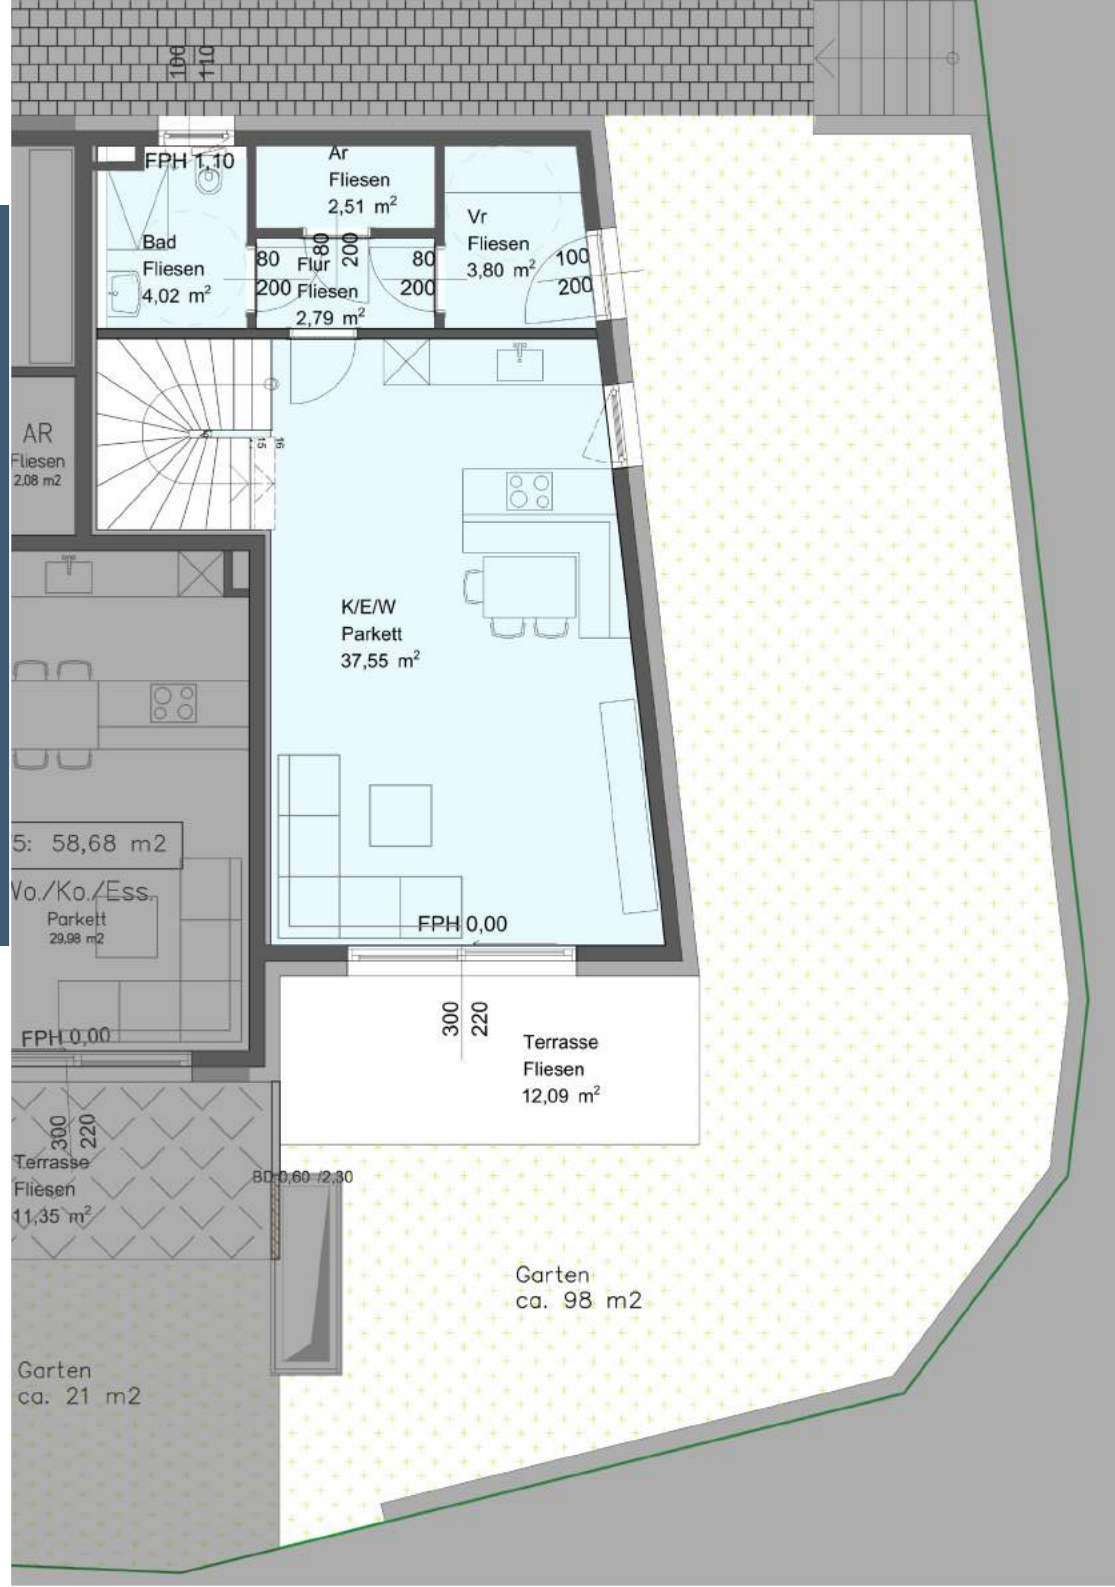 100
110
FPH 1,10
Ar
Fliesen
2,51 m²
Bad
Fliesen
4,02 m²
80
200
80
200
Flur
Fliesen
2,79 m²
80
200
Vr
Fliesen
3,80 m²
100
200
AR
Fliesen
2,08 m2
15
16
K/E/W
Parkett
37,55 m²
5: 58,68 m2
Wo./Ko./Ess.
Parkett
29,98 m2
FPH 0,00
FPH 0,00
300
220
Terrasse
Fliesen
12,09 m²
300
220
Terrasse
Fliesen
11,35 m²
BD 0,60 /2,30
Garten
ca. 98 m2
Garten
ca. 21 m2